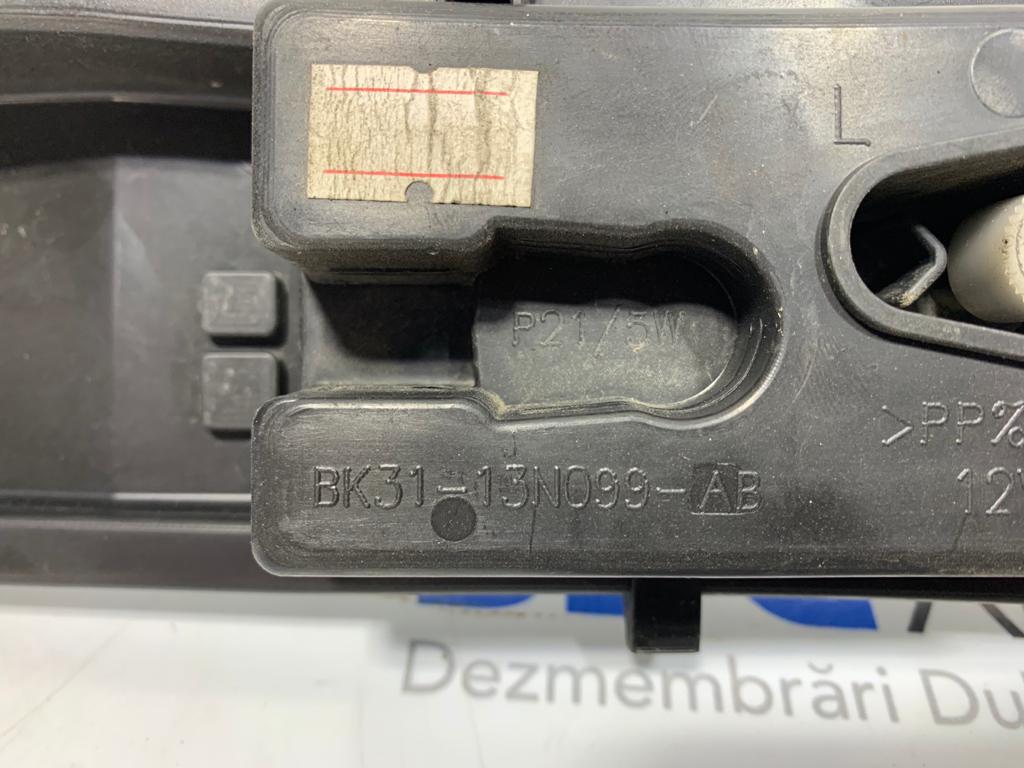 L
P21/5W
>PP%
BK31-13N099-AB
12V
Dezmembrări Du